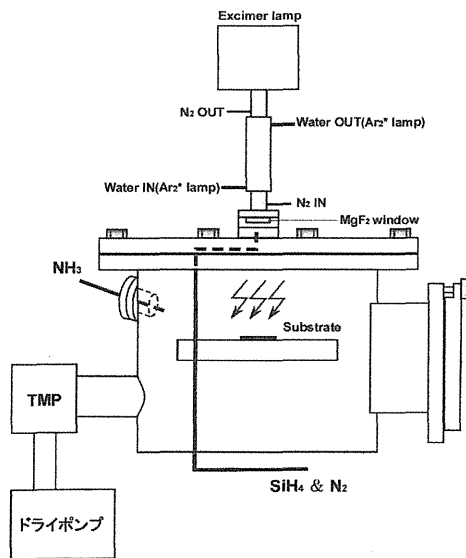 Excimer lamp
N₂ OUT
Water OUT(Ar₂* lamp)
Water IN(Ar₂* lamp)
N₂ IN
MgF₂ window
NH₃
Substrate
TMP
SiH₄ & N₂
ドライポンプ